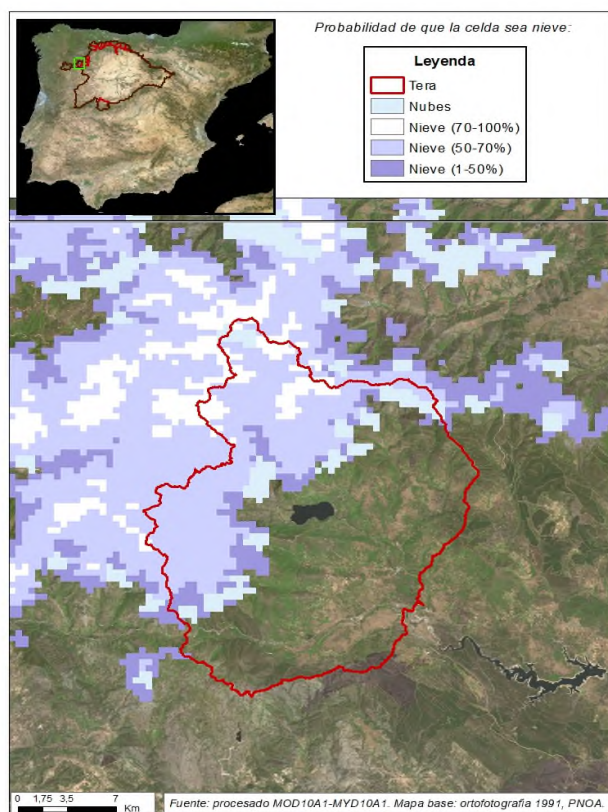 Probabilidad de que la celda sea nieve:
Leyenda
Tera
Nubes
Nieve (70-100%)
Nieve (50-70%)
Nieve (1-50%)
0 1,75 3,5 7
Km
Fuente: procesado MOD10A1-MYD10A1. Mapa base: ortofotografía 1991, PNOA.